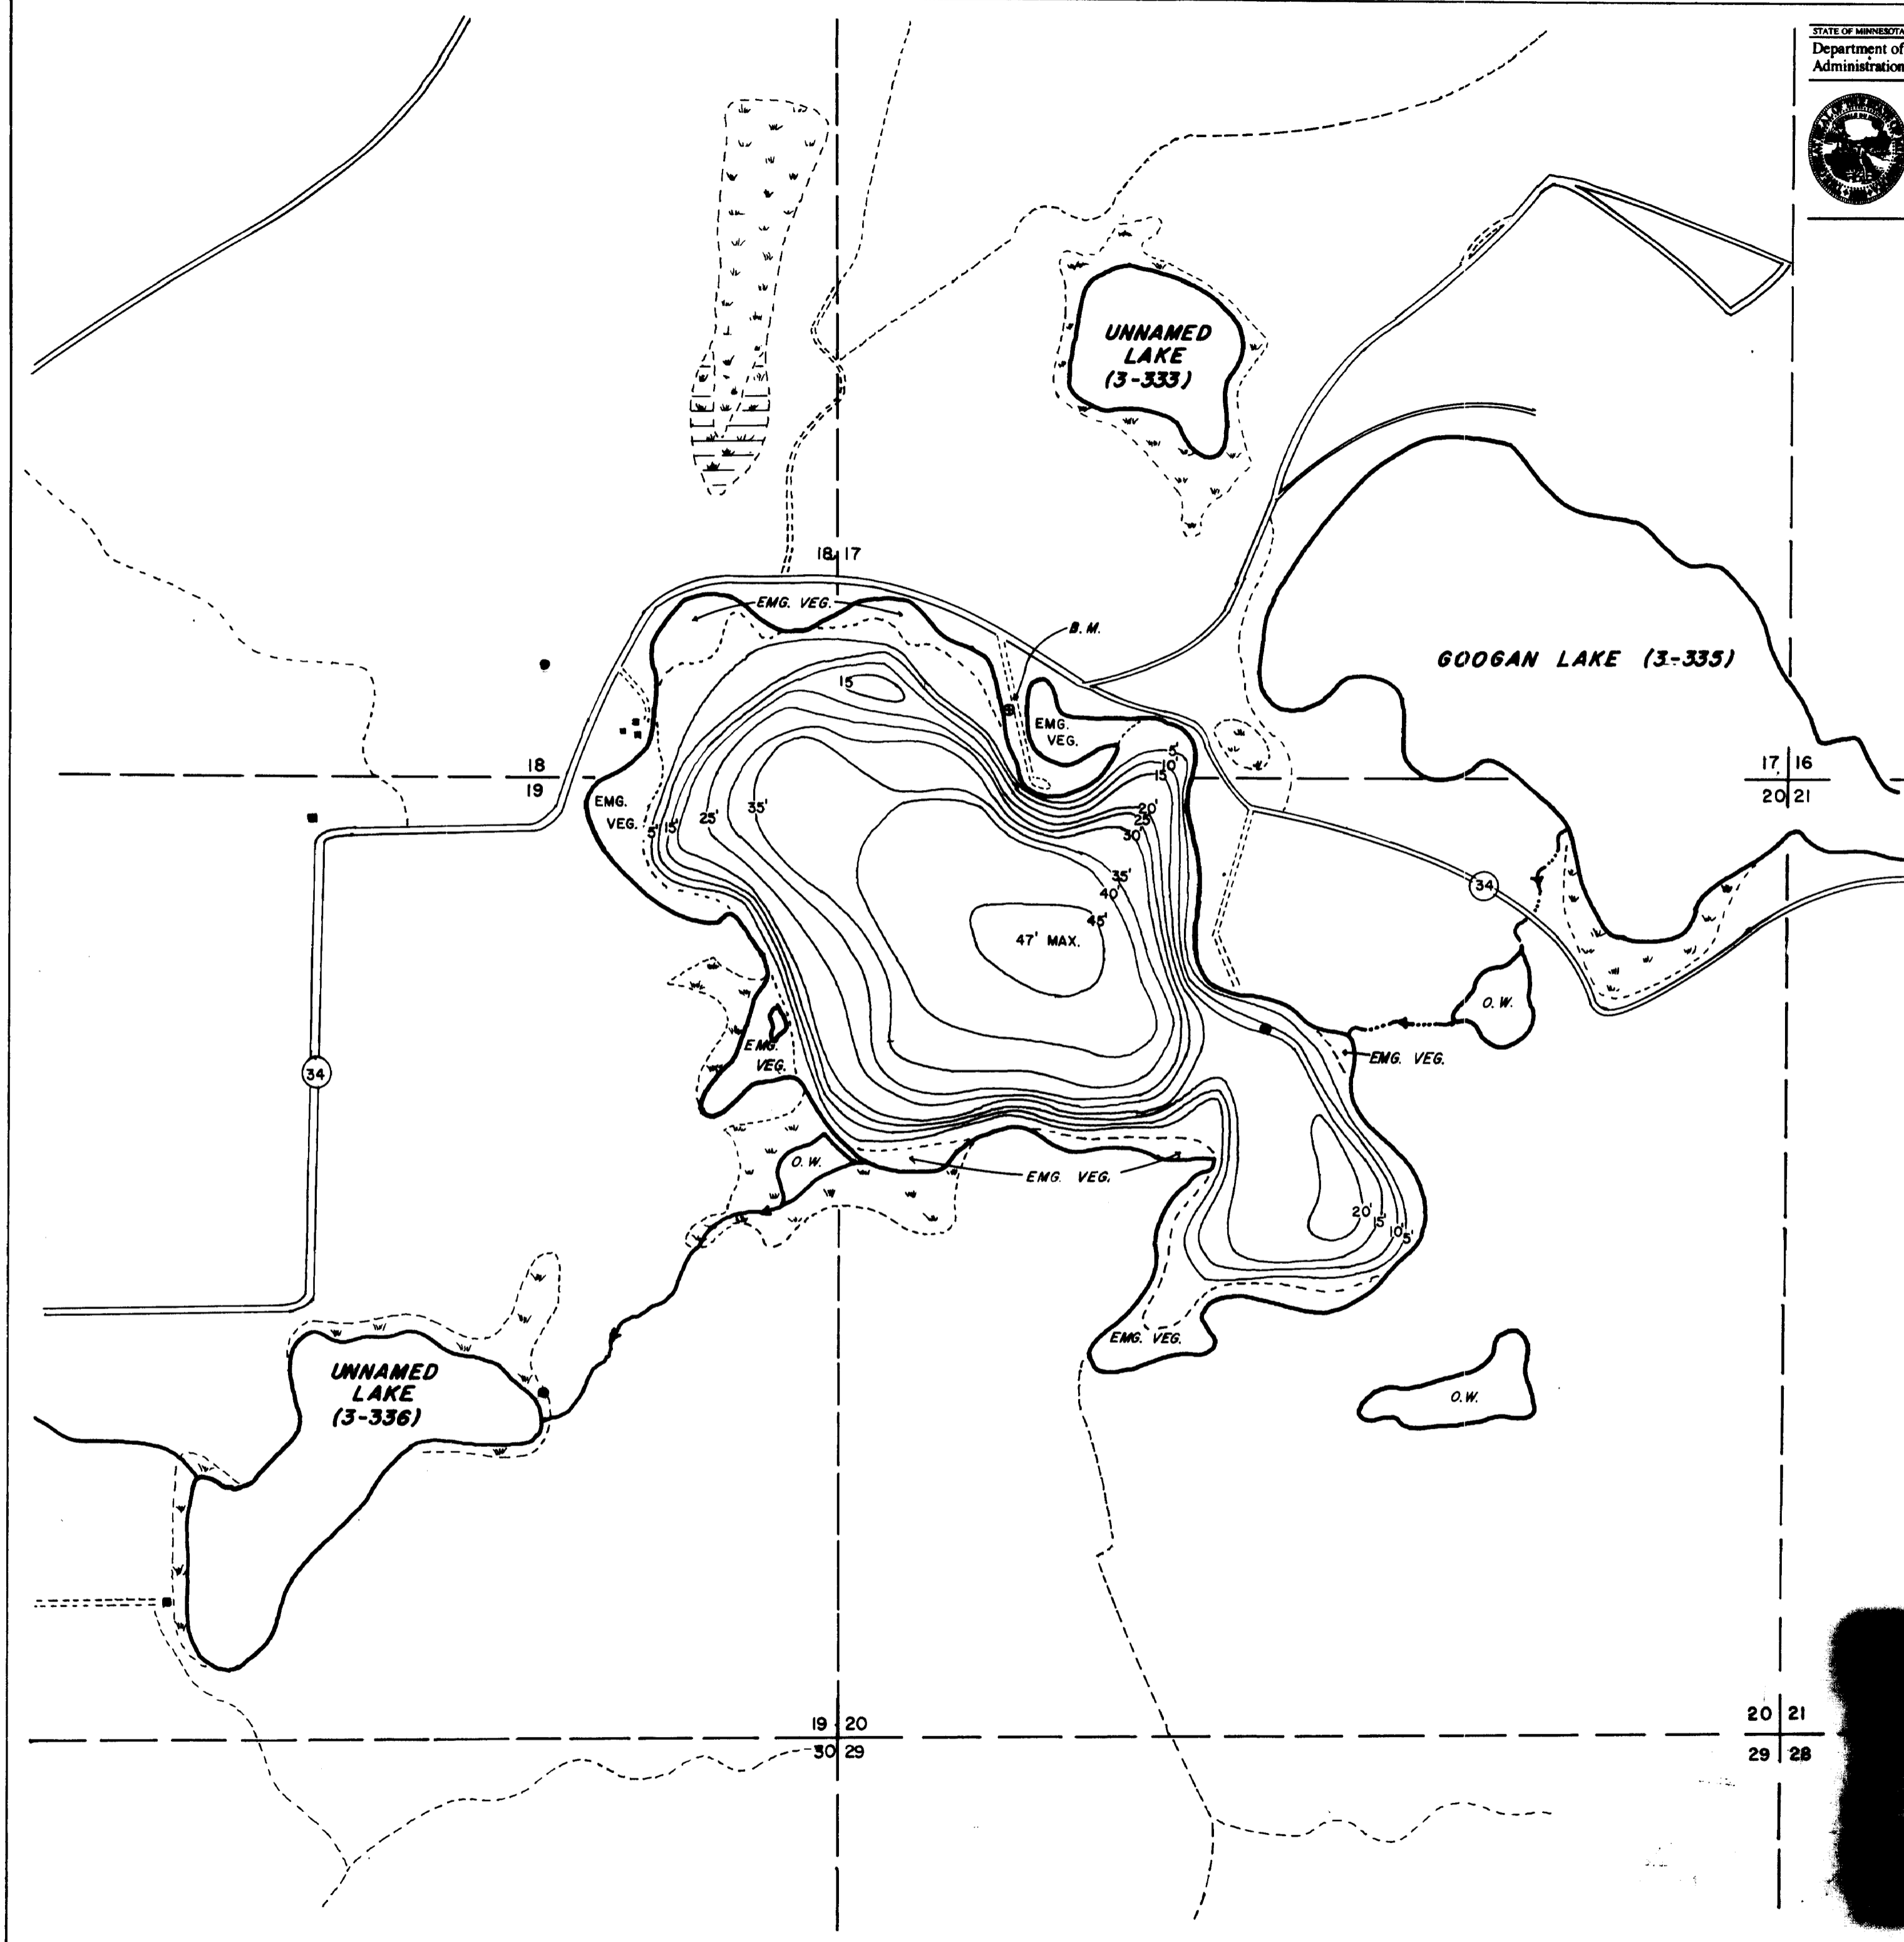 STATE OF MINNESOTA
Department of
Administration
UNNAMED
LAKE
(3-333)
18 17
EMG. VEG.
B.M.
GOOGAN LAKE (3-335)
15
EMG.
VEG.
5'
10'
15'
18
19
17 16
20 21
EMG.
VEG.
5' 15' 25' 35'
20'
25'
30'
35'
40'
45'
47' MAX.
34
O.W.
EMG.
VEG.
EMG. VEG.
34
O.W.
EMG. VEG.
20'
15'
10'
5'
EMG. VEG.
UNNAMED
LAKE
(3-336)
O.W.
19 20
30 29
20 21
29 28